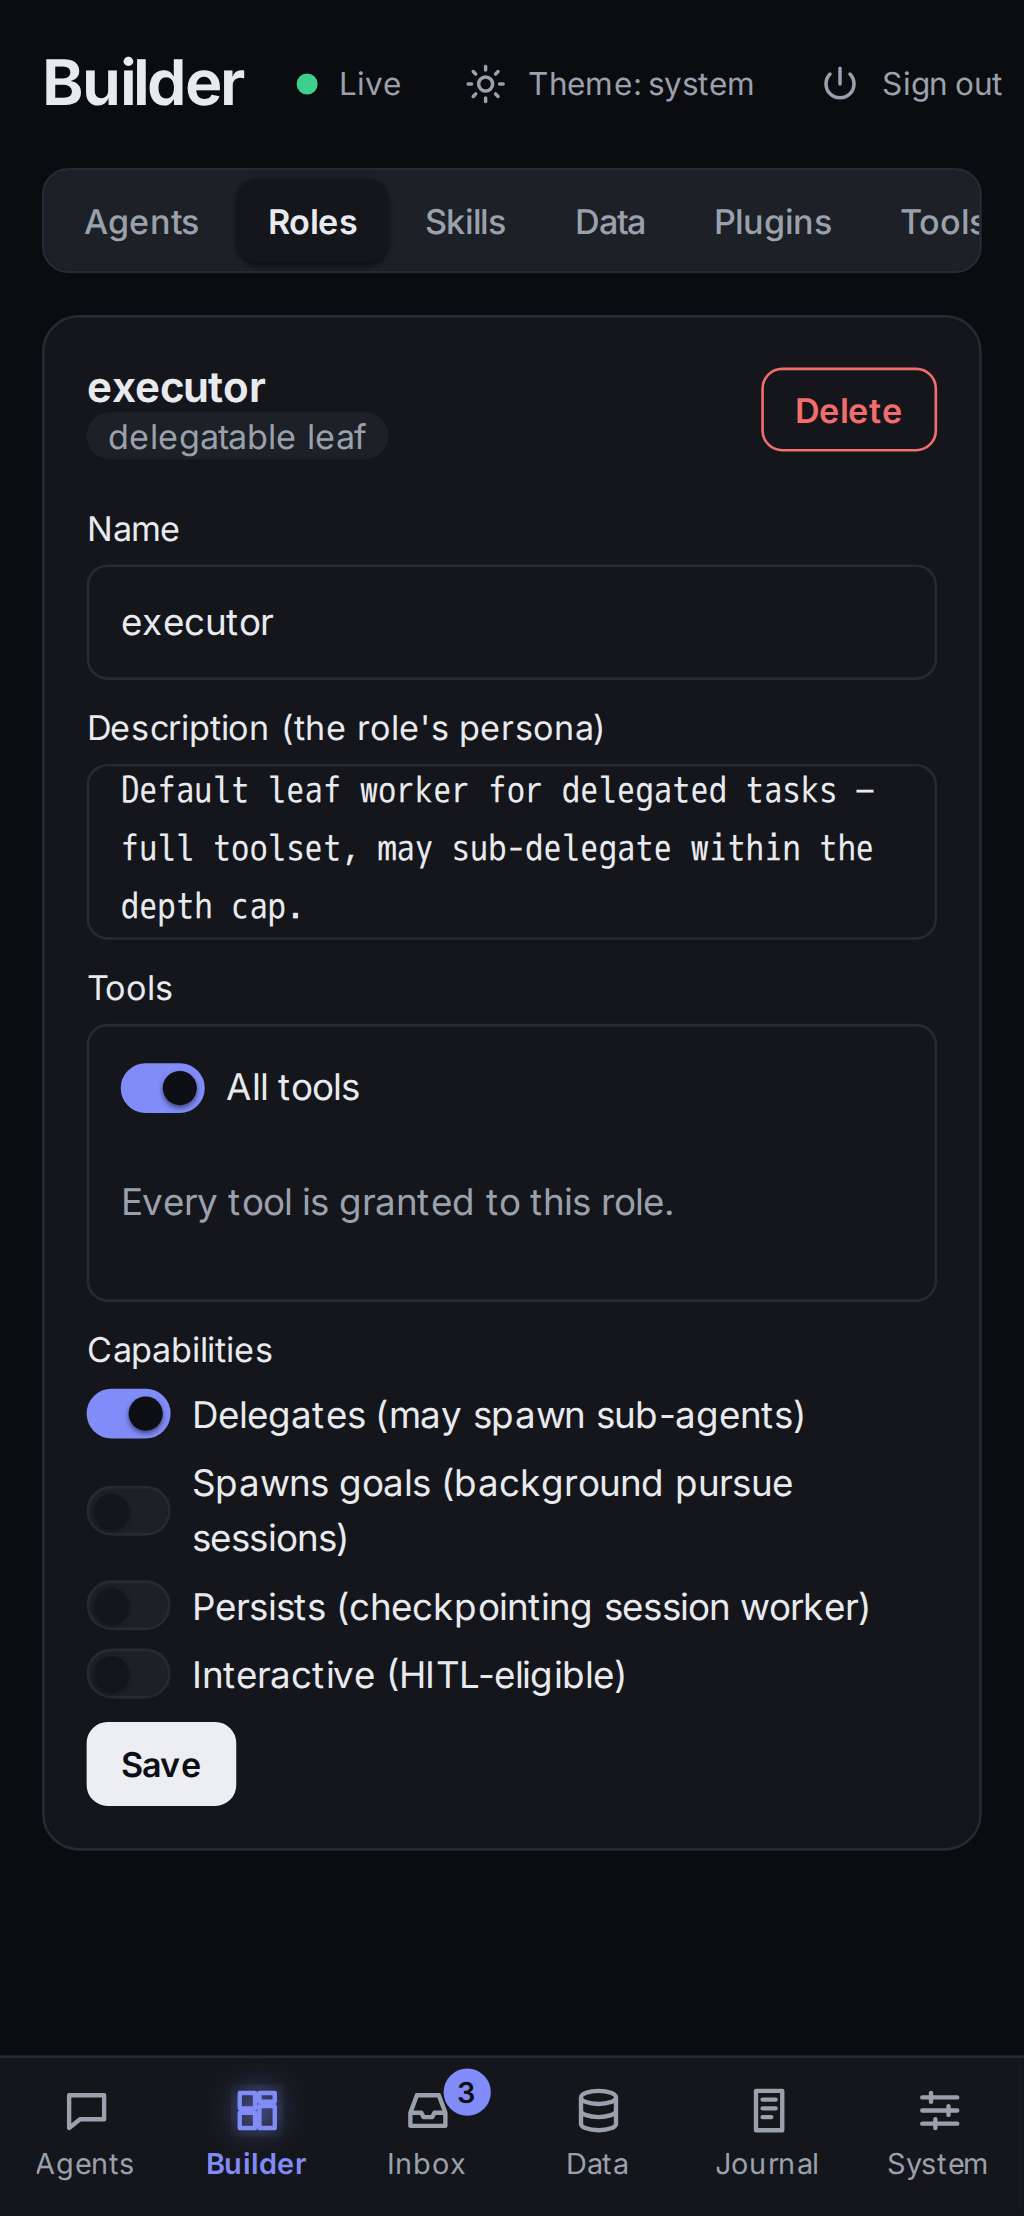 Builder
Live
Theme: system
Sign out
Agents
Roles
Skills
Data
Plugins
Tools
executor
delegatable leaf
Delete
Name
executor
Description (the role's persona)
Default leaf worker for delegated tasks —
full toolset, may sub-delegate within the
depth cap.
Tools
All tools
Every tool is granted to this role.
Capabilities
Delegates (may spawn sub-agents)
Spawns goals (background pursue
sessions)
Persists (checkpointing session worker)
Interactive (HITL-eligible)
Save
3
Agents
Builder
Inbox
Data
Journal
System